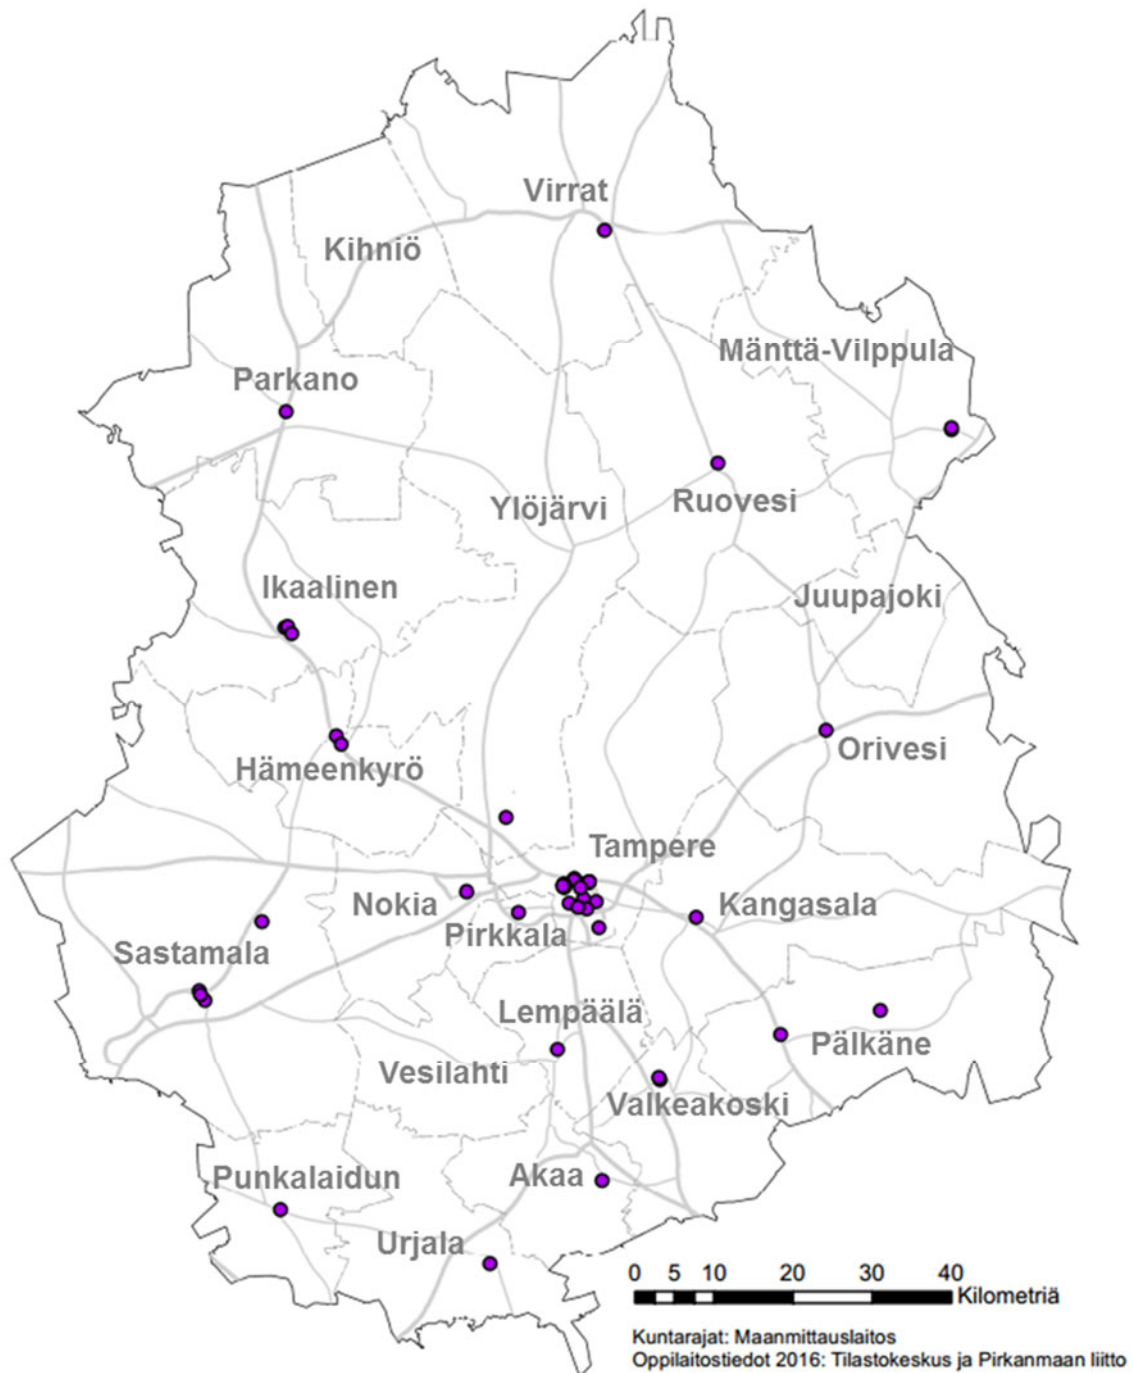 Virrat
Kihniö
Mänttä-Vilppula
Parkano
Ylöjärvi
Ruovesi
Ikaalinen
Juupajoki
Orivesi
Hämeenkyrö
Tampere
Nokia
Kangasala
Pirkkala
Sastamala
Lempäälä
Pälkäne
Vesilahti
Valkeakoski
Punkalaidun
Akaa
Urjala
0 5 10 20 30 40
Kilometriä
Kuntarajat: Maanmittauslaitos
Oppilaitostiedot 2016: Tilastokeskus ja Pirkanmaan liitto